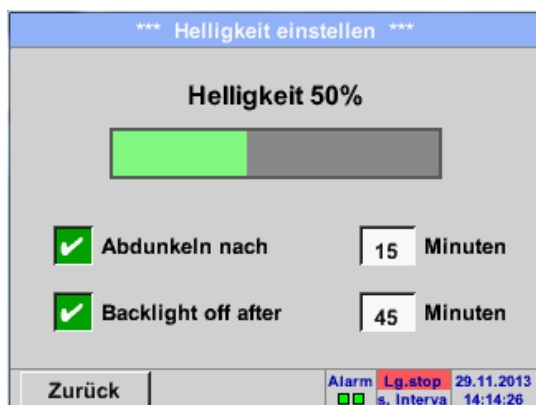 *** Helligkeit einstellen ***
Helligkeit 50%
Abdunkeln nach 15 Minuten
Backlight off after 45 Minuten
Zurück
Alarm Lg.stop 29.11.2013
s. Interva 14:14:26